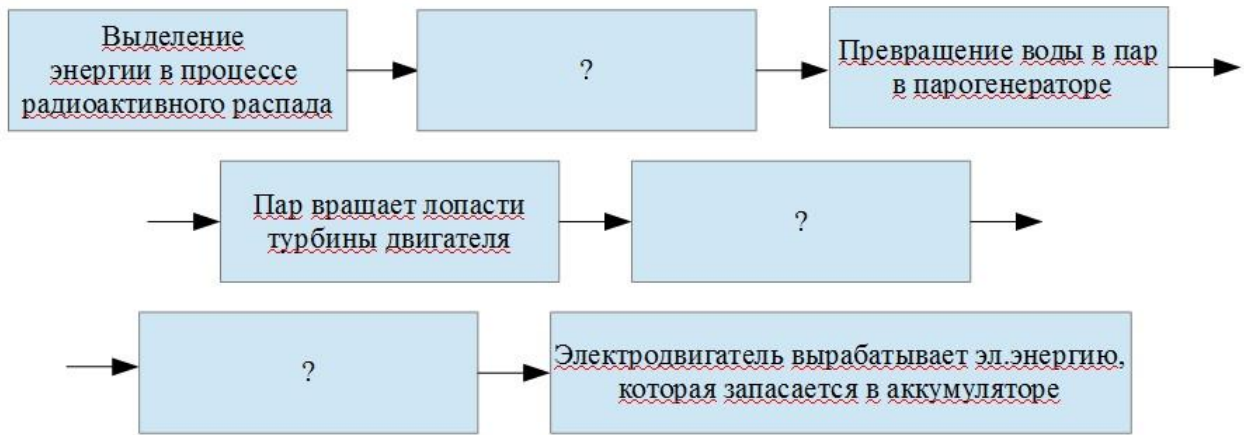 Выделение
энергии в процессе
радиоактивного распада
?
Превращение воды в пар
в парогенераторе
Пар вращает лопасти
турбины двигателя
?
?
Электродвигатель вырабатывает эл.энергию,
которая запасается в аккумуляторе